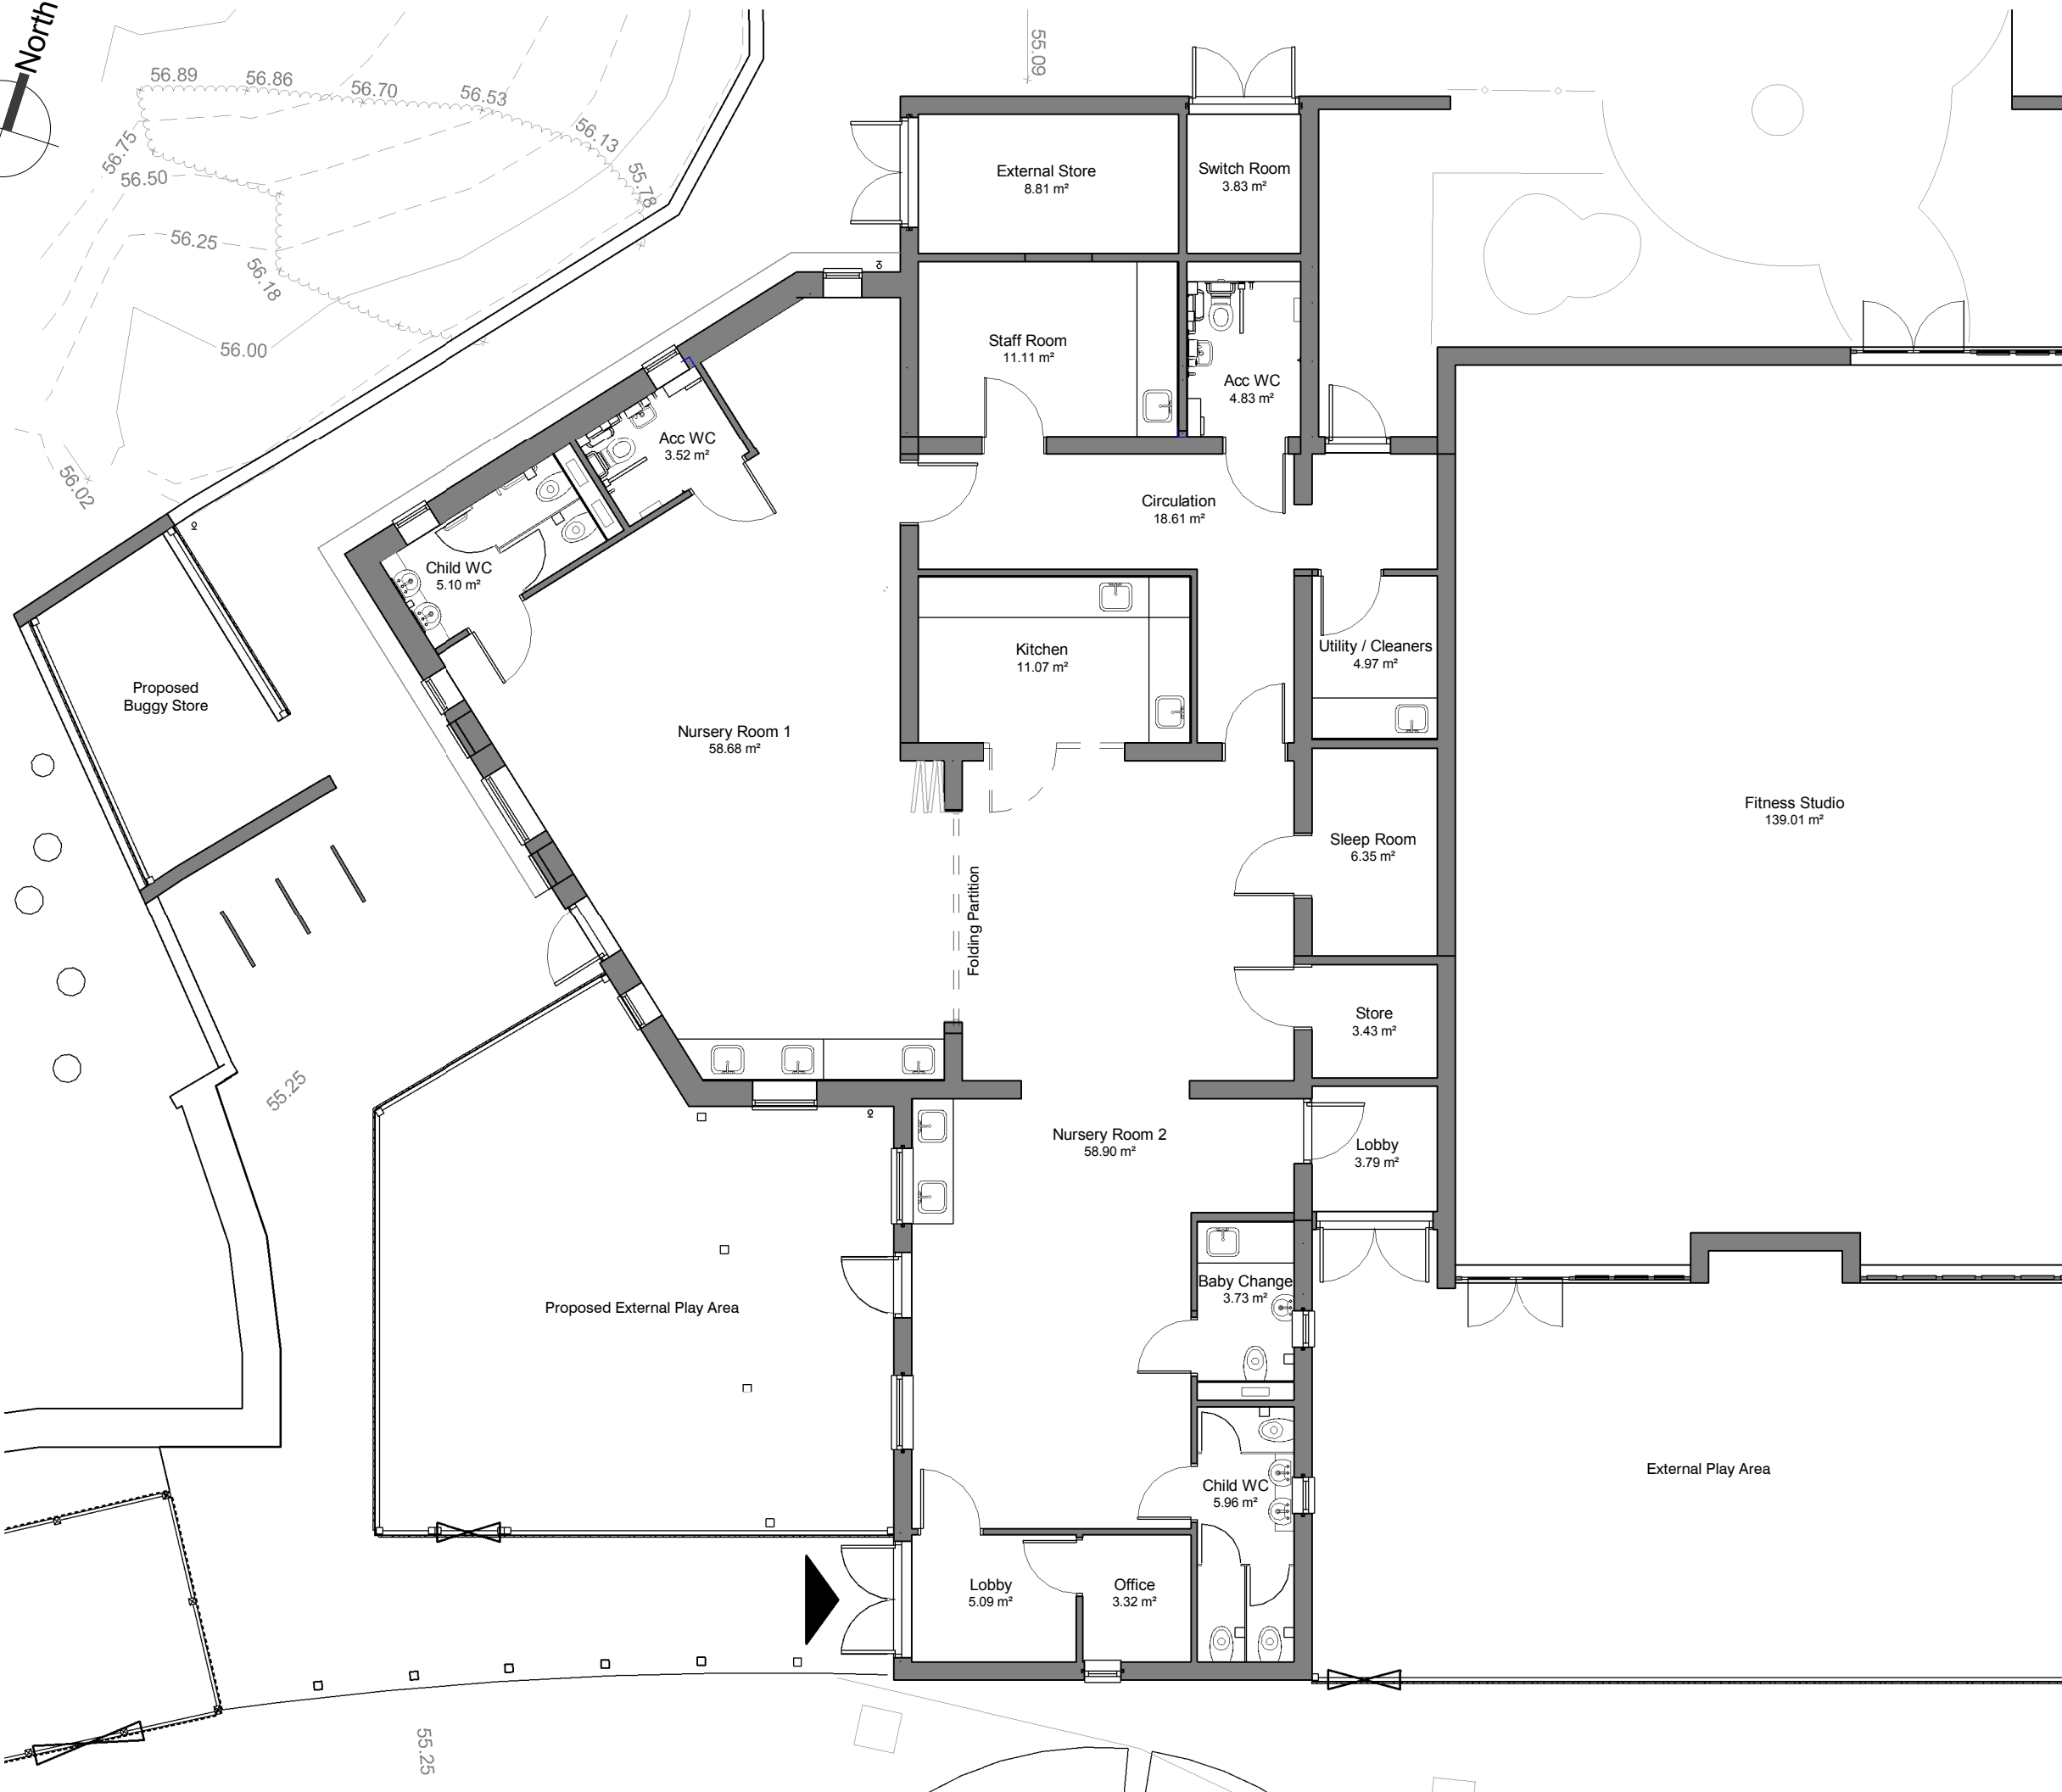 North
56.89
56.86
56.70
56.53
56.13
55.78
56.75
56.50
56.25
56.18
56.00
56.02
55.09
External Store
8.81 m²
Switch Room
3.83 m²
Staff Room
11.11 m²
Acc WC
4.83 m²
Acc WC
3.52 m²
Circulation
18.61 m²
Child WC
5.10 m²
Kitchen
11.07 m²
Utility / Cleaners
4.97 m²
Proposed
Buggy Store
Nursery Room 1
58.68 m²
Fitness Studio
139.01 m²
Sleep Room
6.35 m²
Folding Partition
Store
3.43 m²
55.25
Nursery Room 2
58.90 m²
Lobby
3.79 m²
Baby Change
3.73 m²
Proposed External Play Area
External Play Area
Child WC
5.96 m²
Lobby
5.09 m²
Office
3.32 m²
55.25